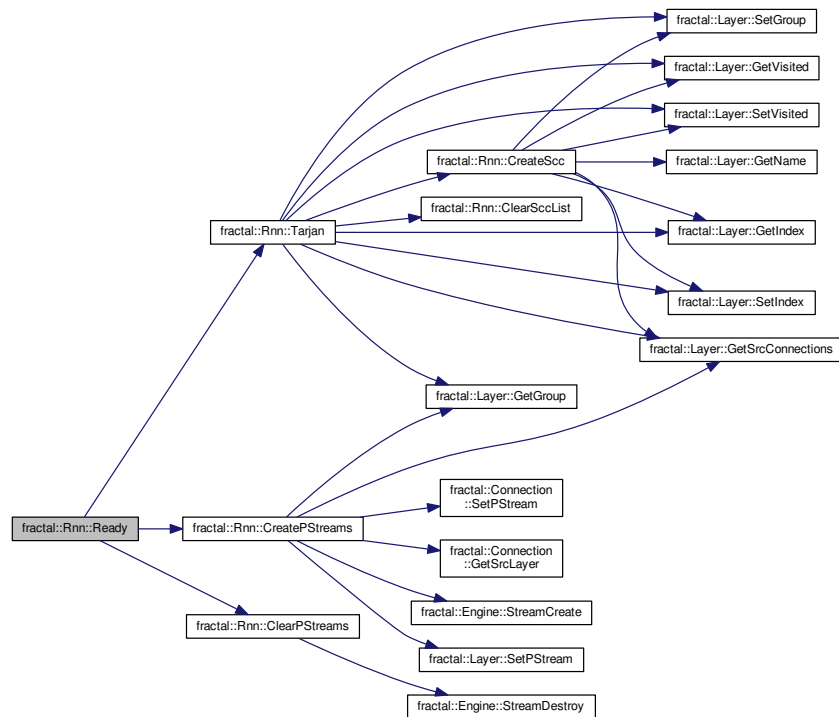 fractal::Layer::SetGroup
fractal::Layer::GetVisited
fractal::Layer::SetVisited
fractal::Rnn::CreateScc
fractal::Layer::GetName
fractal::Rnn::ClearSccList
fractal::Rnn::Tarjan
fractal::Layer::GetIndex
fractal::Layer::SetIndex
fractal::Layer::GetSrcConnections
fractal::Layer::GetGroup
fractal::Connection
::SetPStream
fractal::Rnn::Ready
fractal::Rnn::CreatePStreams
fractal::Connection
::GetSrcLayer
fractal::Engine::StreamCreate
fractal::Rnn::ClearPStreams
fractal::Layer::SetPStream
fractal::Engine::StreamDestroy